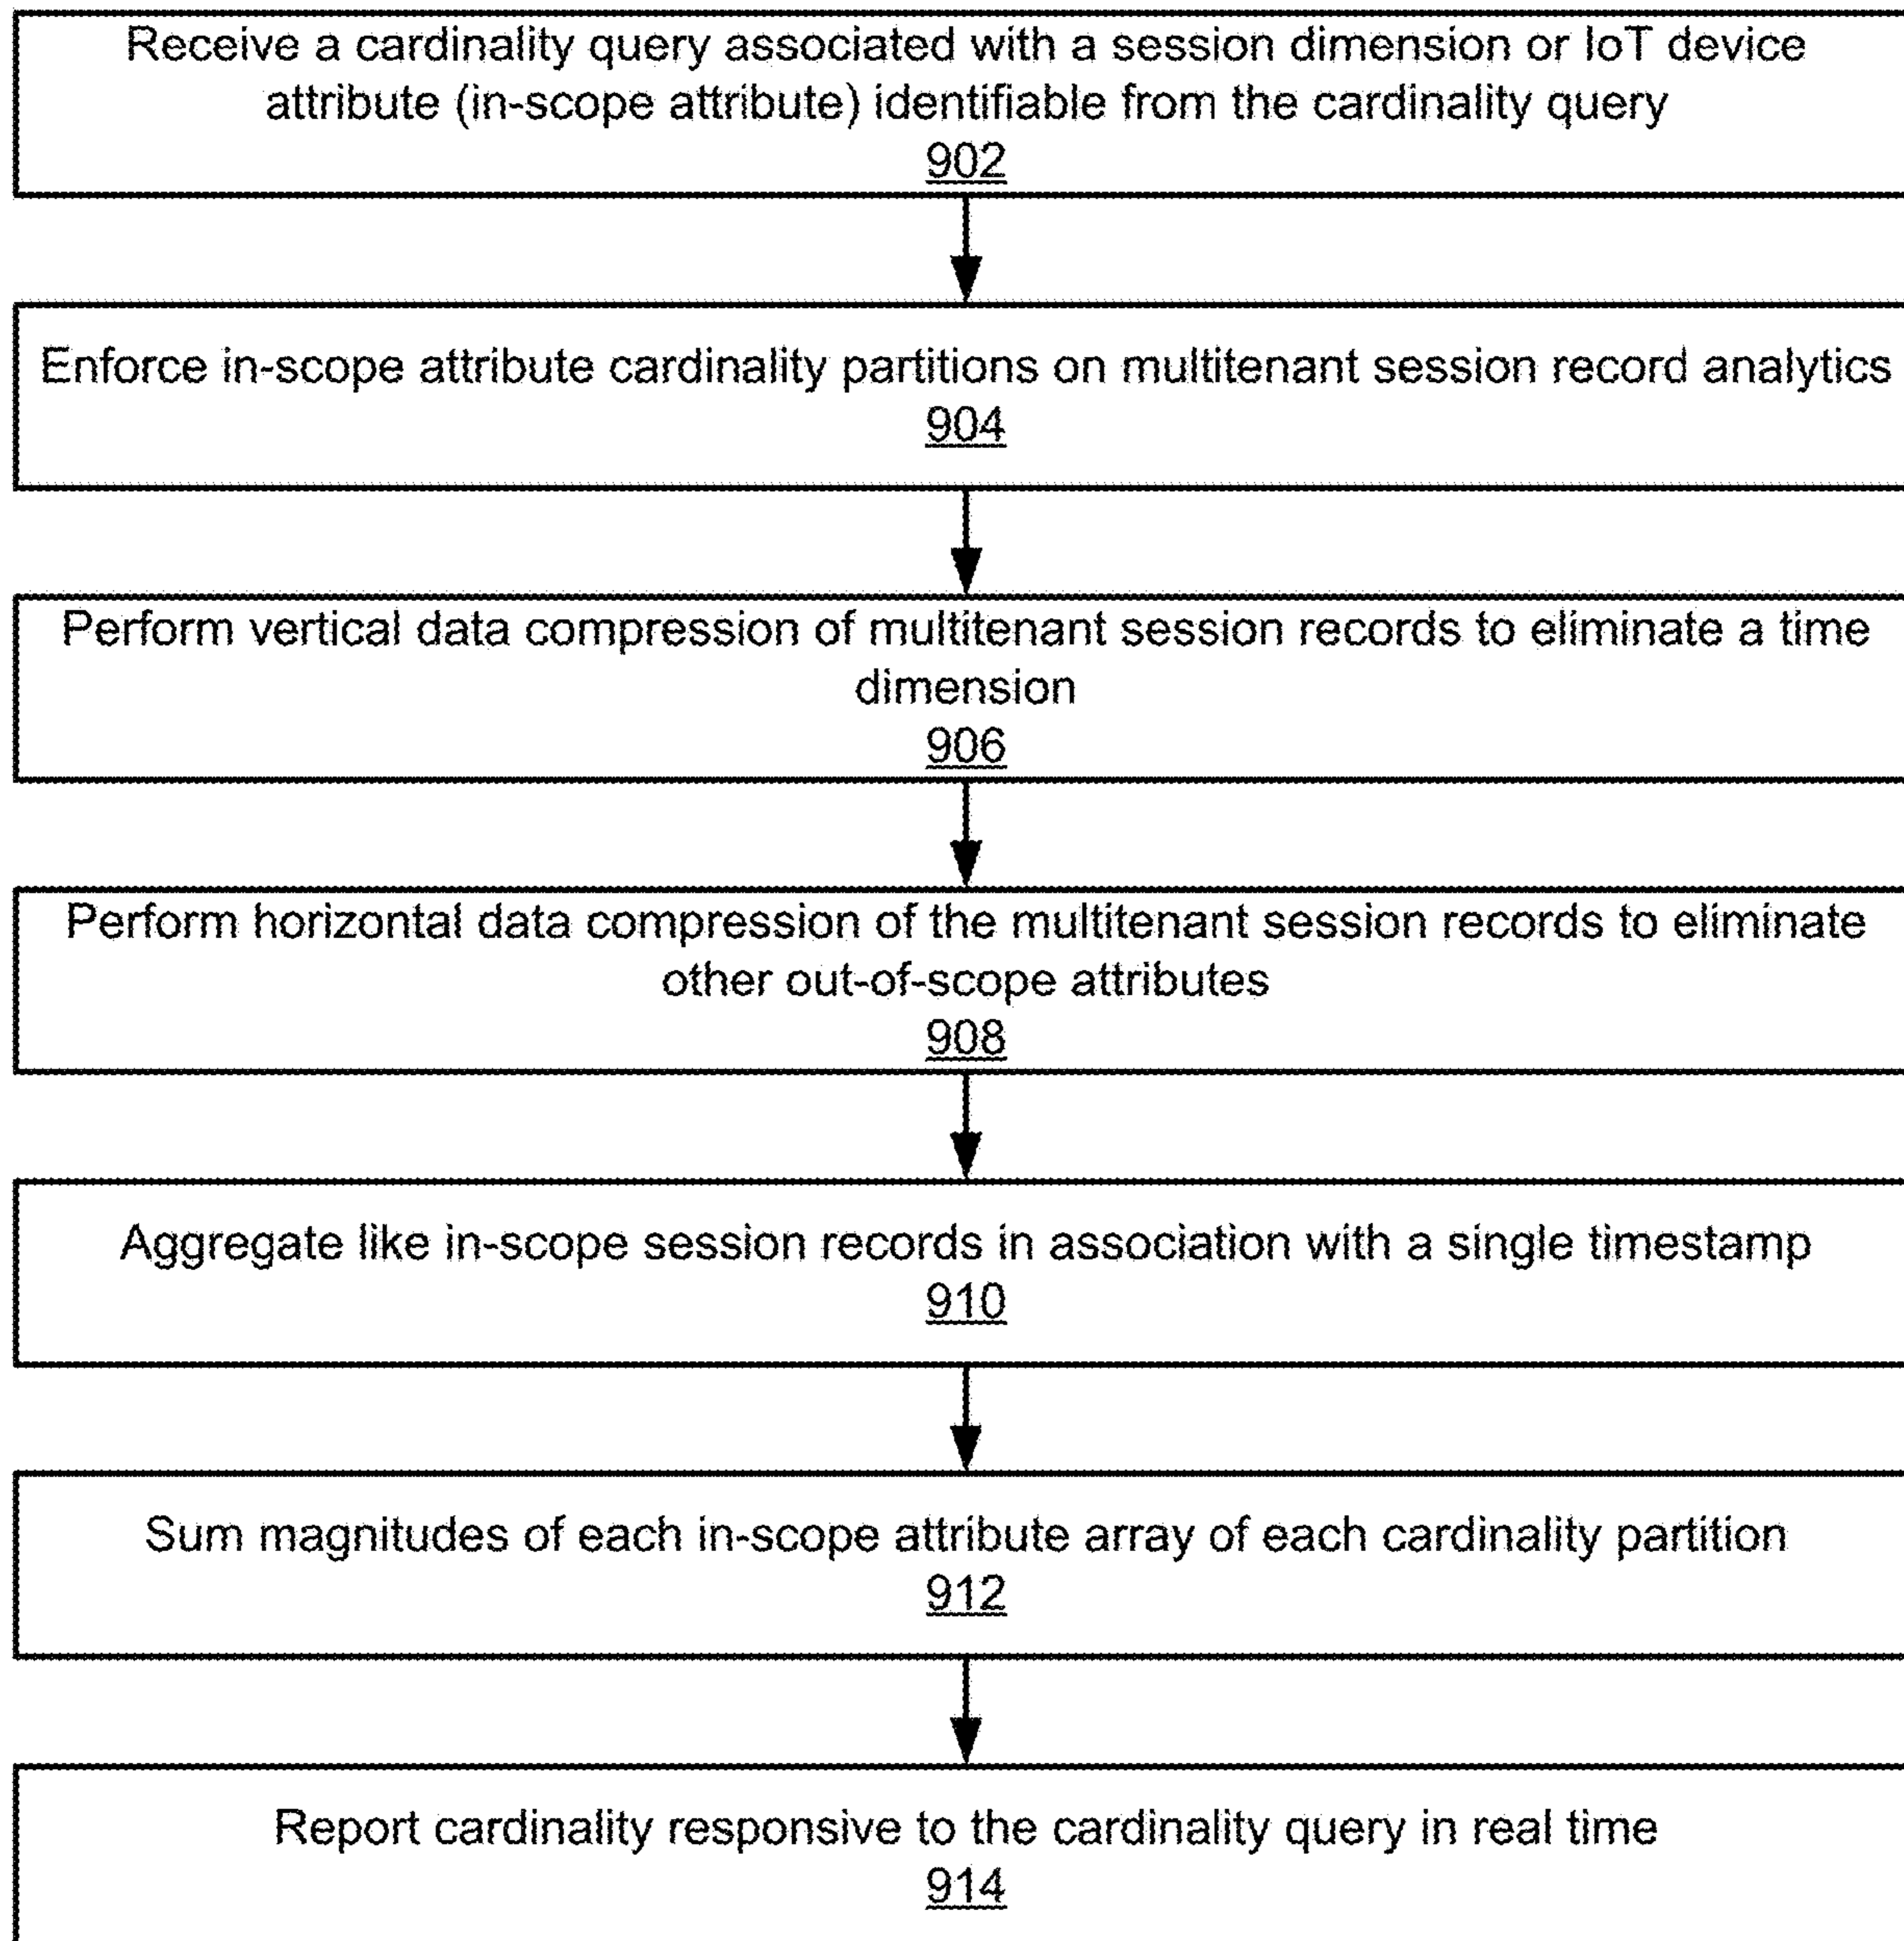 Receive a cardinality query associated with a session dimension or IoT device
attribute (in-scope attribute) identifiable from the cardinality query
902
Enforce in-scope attribute cardinality partitions on multitenant session record analytics
904
Perform vertical data compression of multitenant session records to eliminate a time
dimension
906
Perform horizontal data compression of the multitenant session records to eliminate
other out-of-scope attributes
908
Aggregate like in-scope session records in association with a single timestamp
910
Sum magnitudes of each in-scope attribute array of each cardinality partition
912
Report cardinality responsive to the cardinality query in real time
914